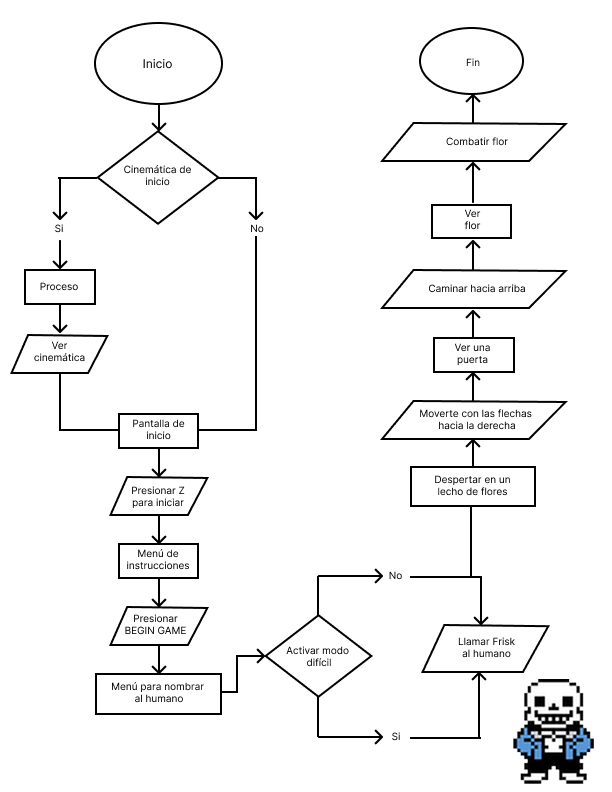 Inicio
Cinemática de
inicio
Si
No
Proceso
Ver
cinemática
Pantalla de
inicio
Presionar Z
para iniciar
Menú de
instrucciones
Presionar
BEGIN GAME
Menú para nombrar
al humano
Activar modo
difícil
No
Si
Llamar Frisk
al humano
Despertar en un
lecho de flores
Moverte con las flechas
hacia la derecha
Ver una
puerta
Caminar hacia arriba
Ver
flor
Combatir flor
Fin